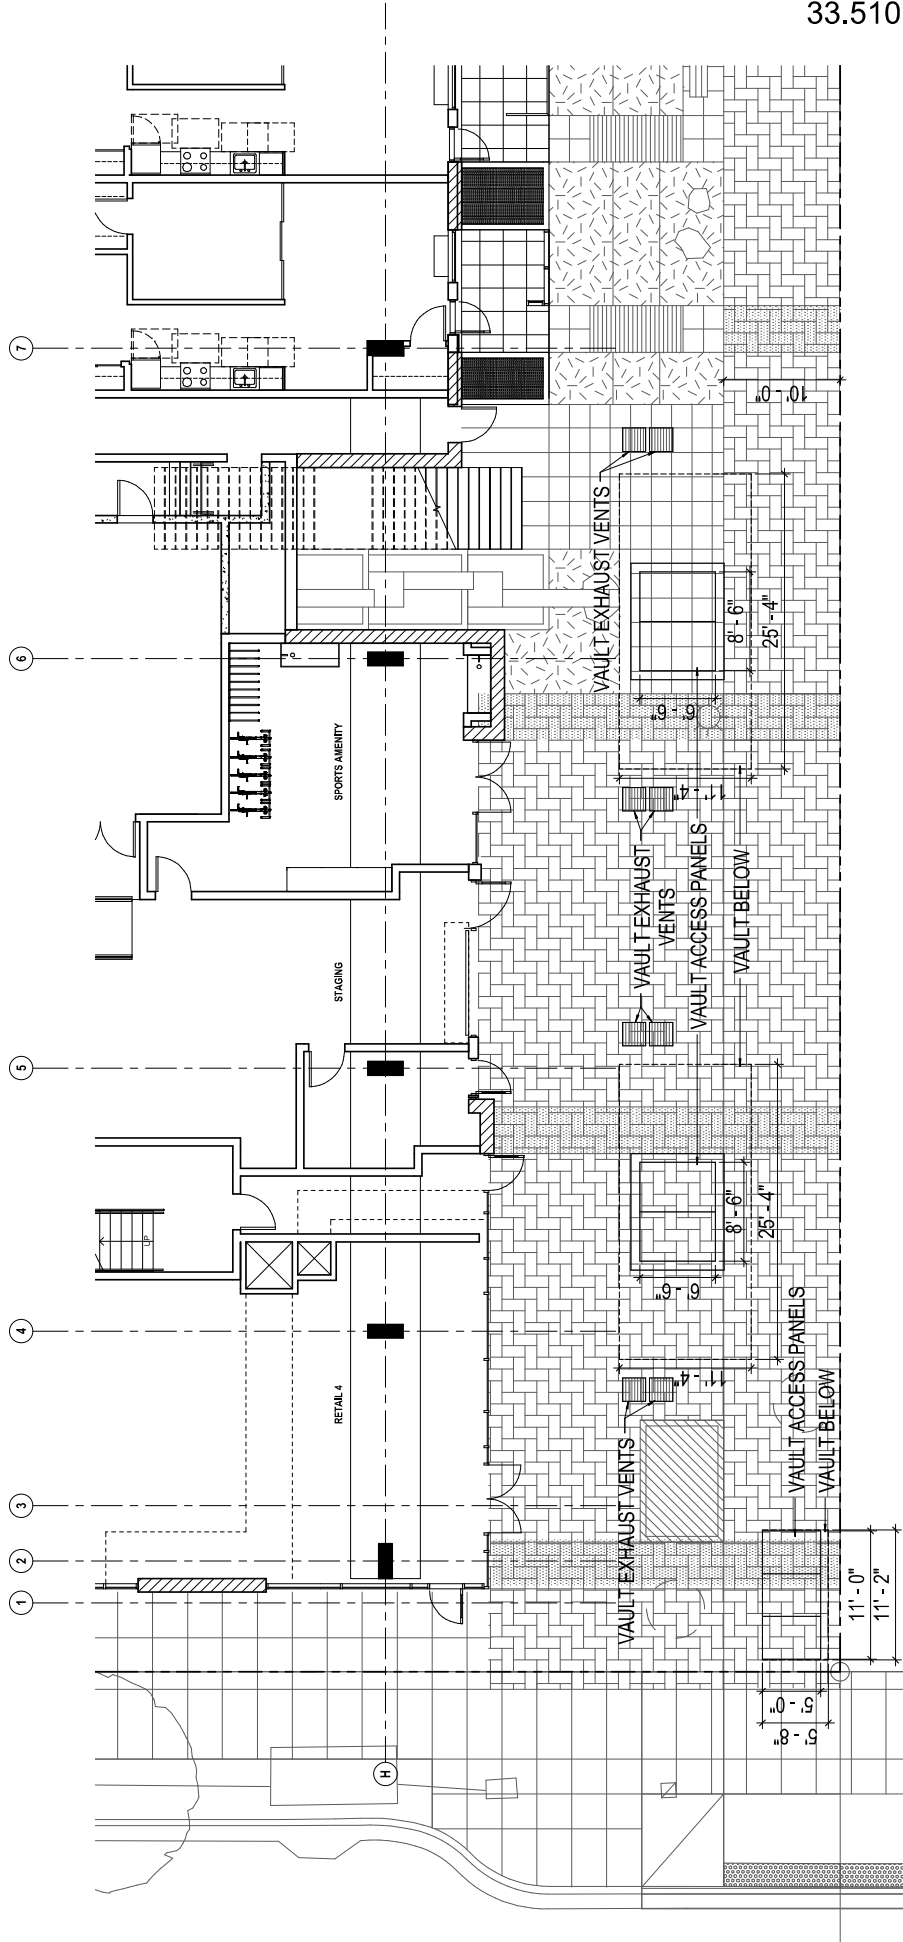 33.510
7
6
5
4
3
2
1
H
10' -0"
VAULT EXHAUST VENTS
8' - 6"
25' - 4"
6' - 6"
11' - 4"
SPORTS AMENITY
VAULT EXHAUST
VENTS
VAULT ACCESS PANELS
VAULT BELOW
STAGING
UP
8' - 6"
25' - 4"
6' - 6"
11' - 4"
RETAIL 4
VAULT EXHAUST VENTS
VAULT ACCESS PANELS
VAULT BELOW
11' - 0"
11' - 2"
5' - 0"
5' - 8"